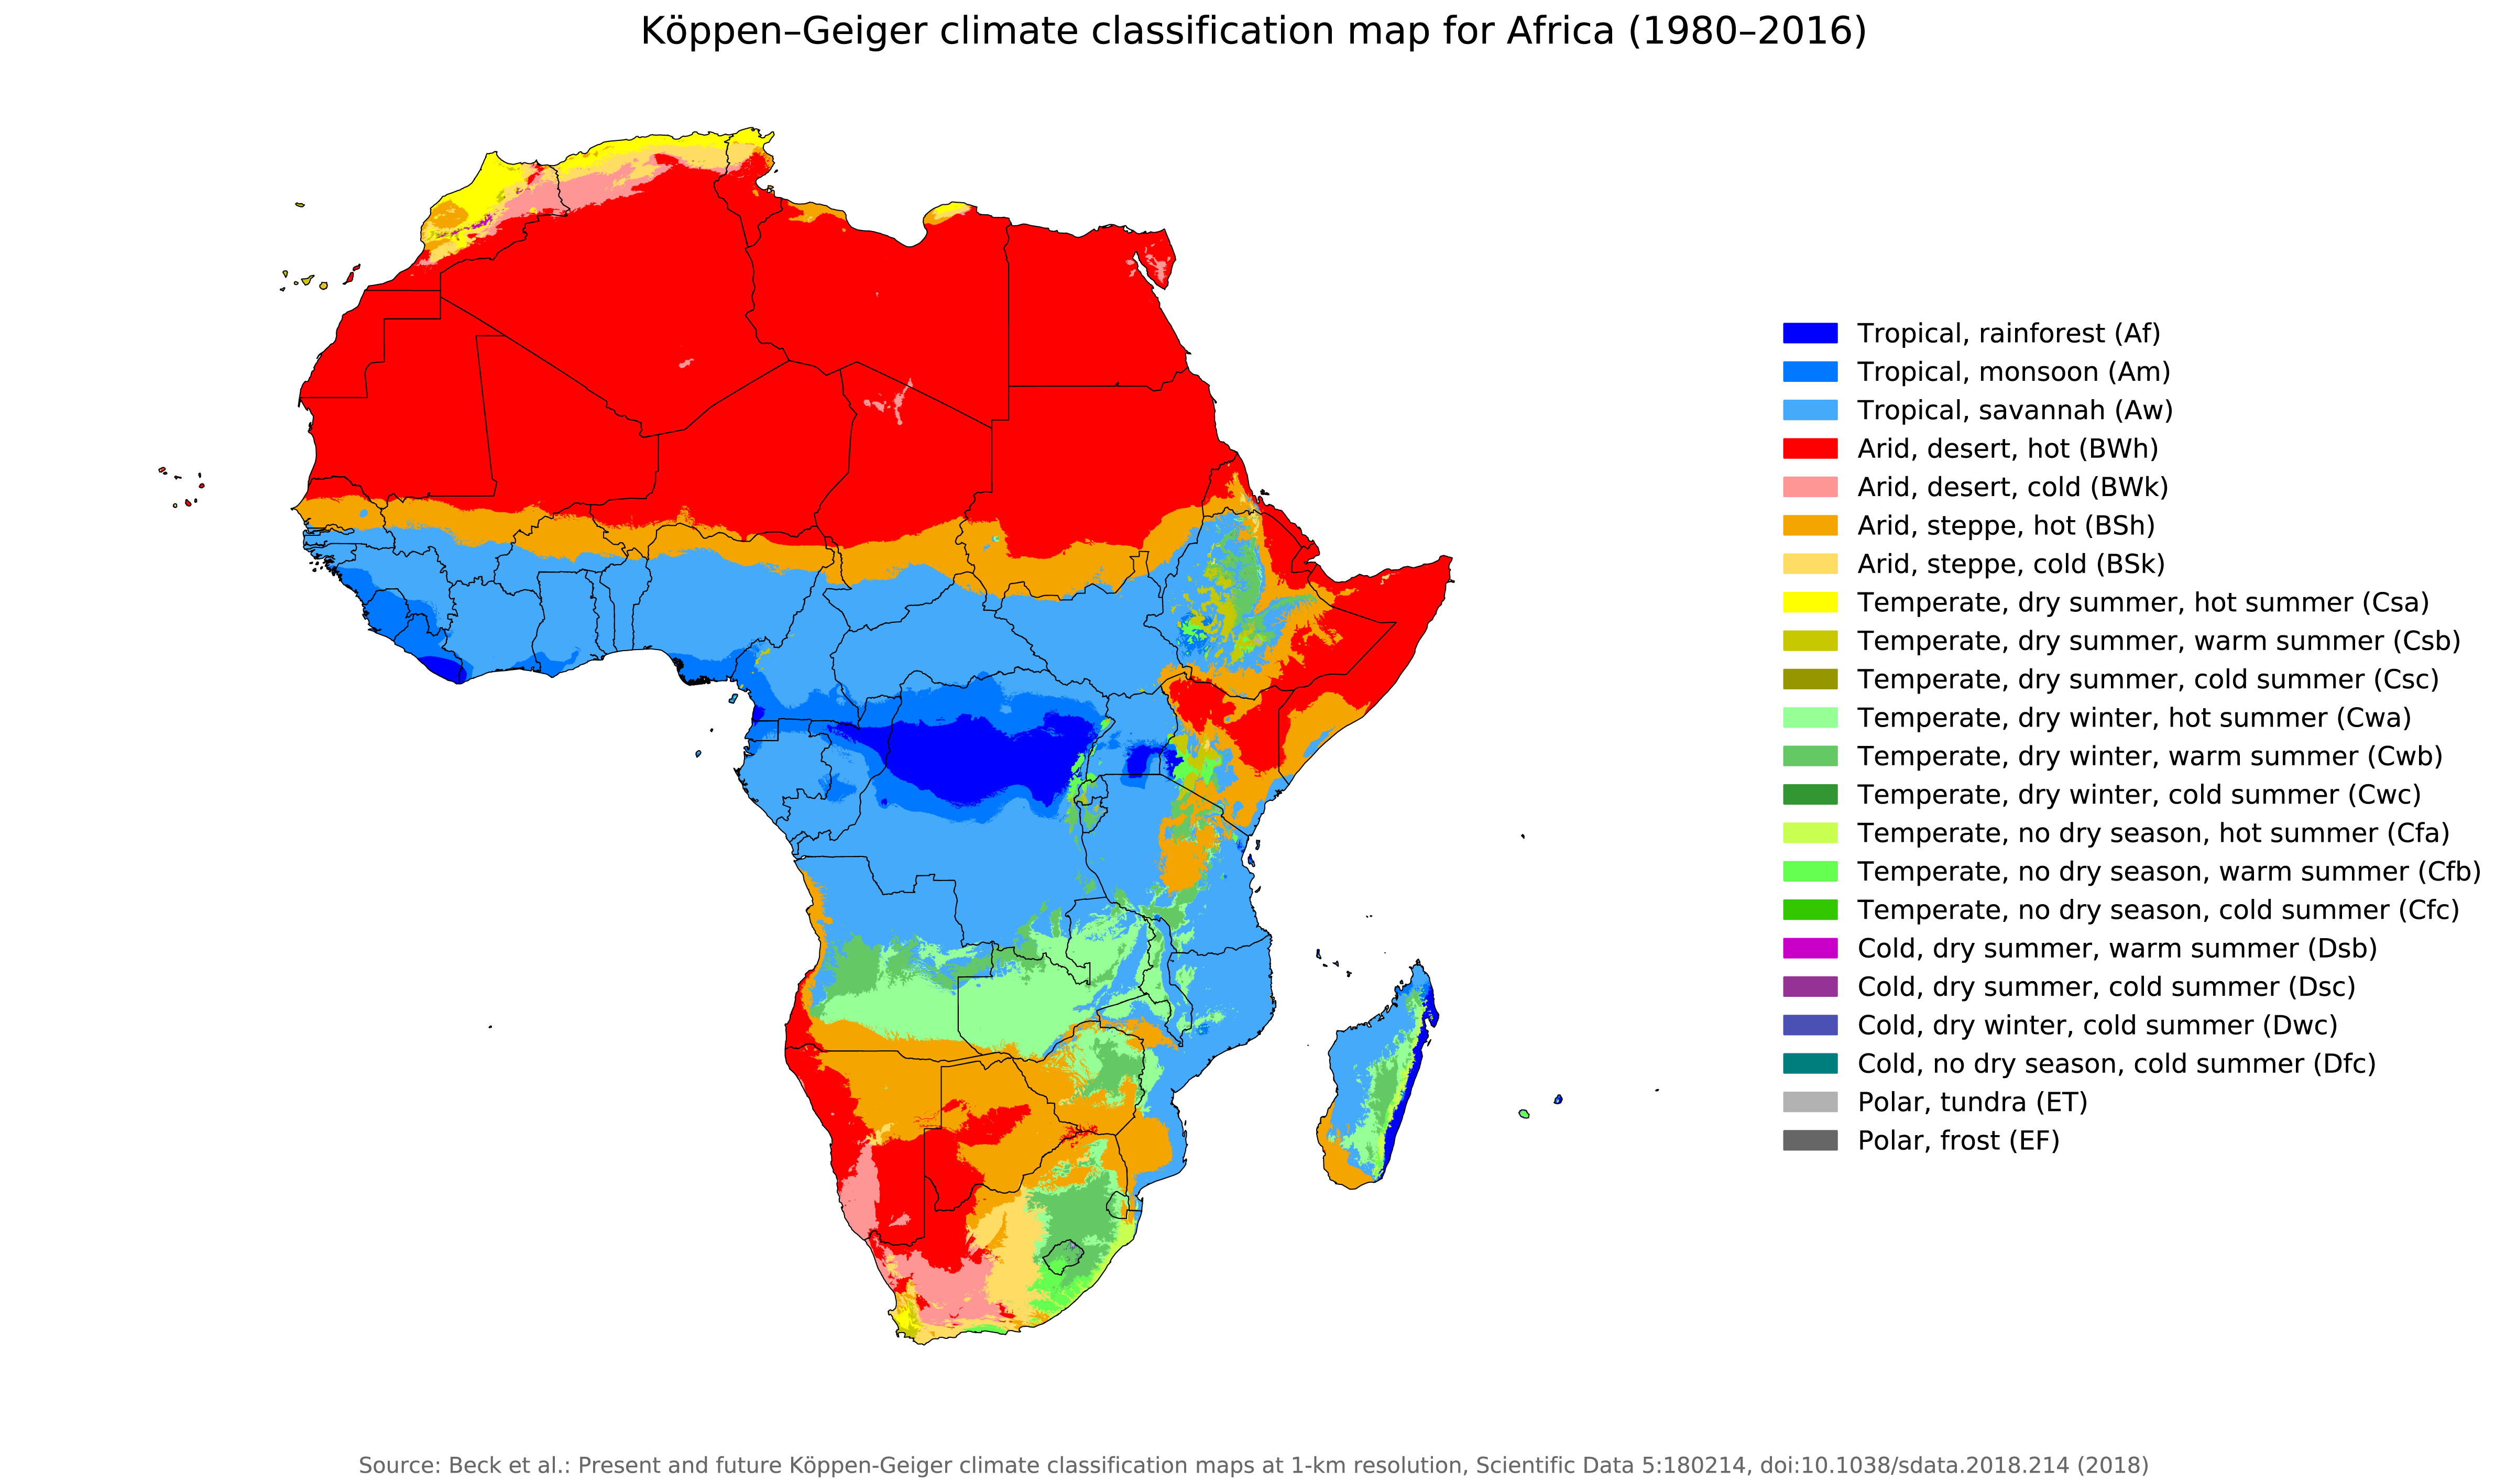 Köppen–Geiger climate classification map for Africa (1980–2016)
Tropical, rainforest (Af)
Tropical, monsoon (Am)
Tropical, savannah (Aw)
Arid, desert, hot (BWh)
Arid, desert, cold (BWk)
Arid, steppe, hot (BSh)
Arid, steppe, cold (BSk)
Temperate, dry summer, hot summer (Csa)
Temperate, dry summer, warm summer (Csb)
Temperate, dry summer, cold summer (Csc)
Temperate, dry winter, hot summer (Cwa)
Temperate, dry winter, warm summer (Cwb)
Temperate, dry winter, cold summer (Cwc)
Temperate, no dry season, hot summer (Cfa)
Temperate, no dry season, warm summer (Cfb)
Temperate, no dry season, cold summer (Cfc)
Cold, dry summer, warm summer (Dsb)
Cold, dry summer, cold summer (Dsc)
Cold, dry winter, cold summer (Dwc)
Cold, no dry season, cold summer (Dfc)
Polar, tundra (ET)
Polar, frost (EF)
Source: Beck et al.: Present and future Köppen-Geiger climate classification maps at 1-km resolution, Scientific Data 5:180214, doi:10.1038/sdata.2018.214 (2018)